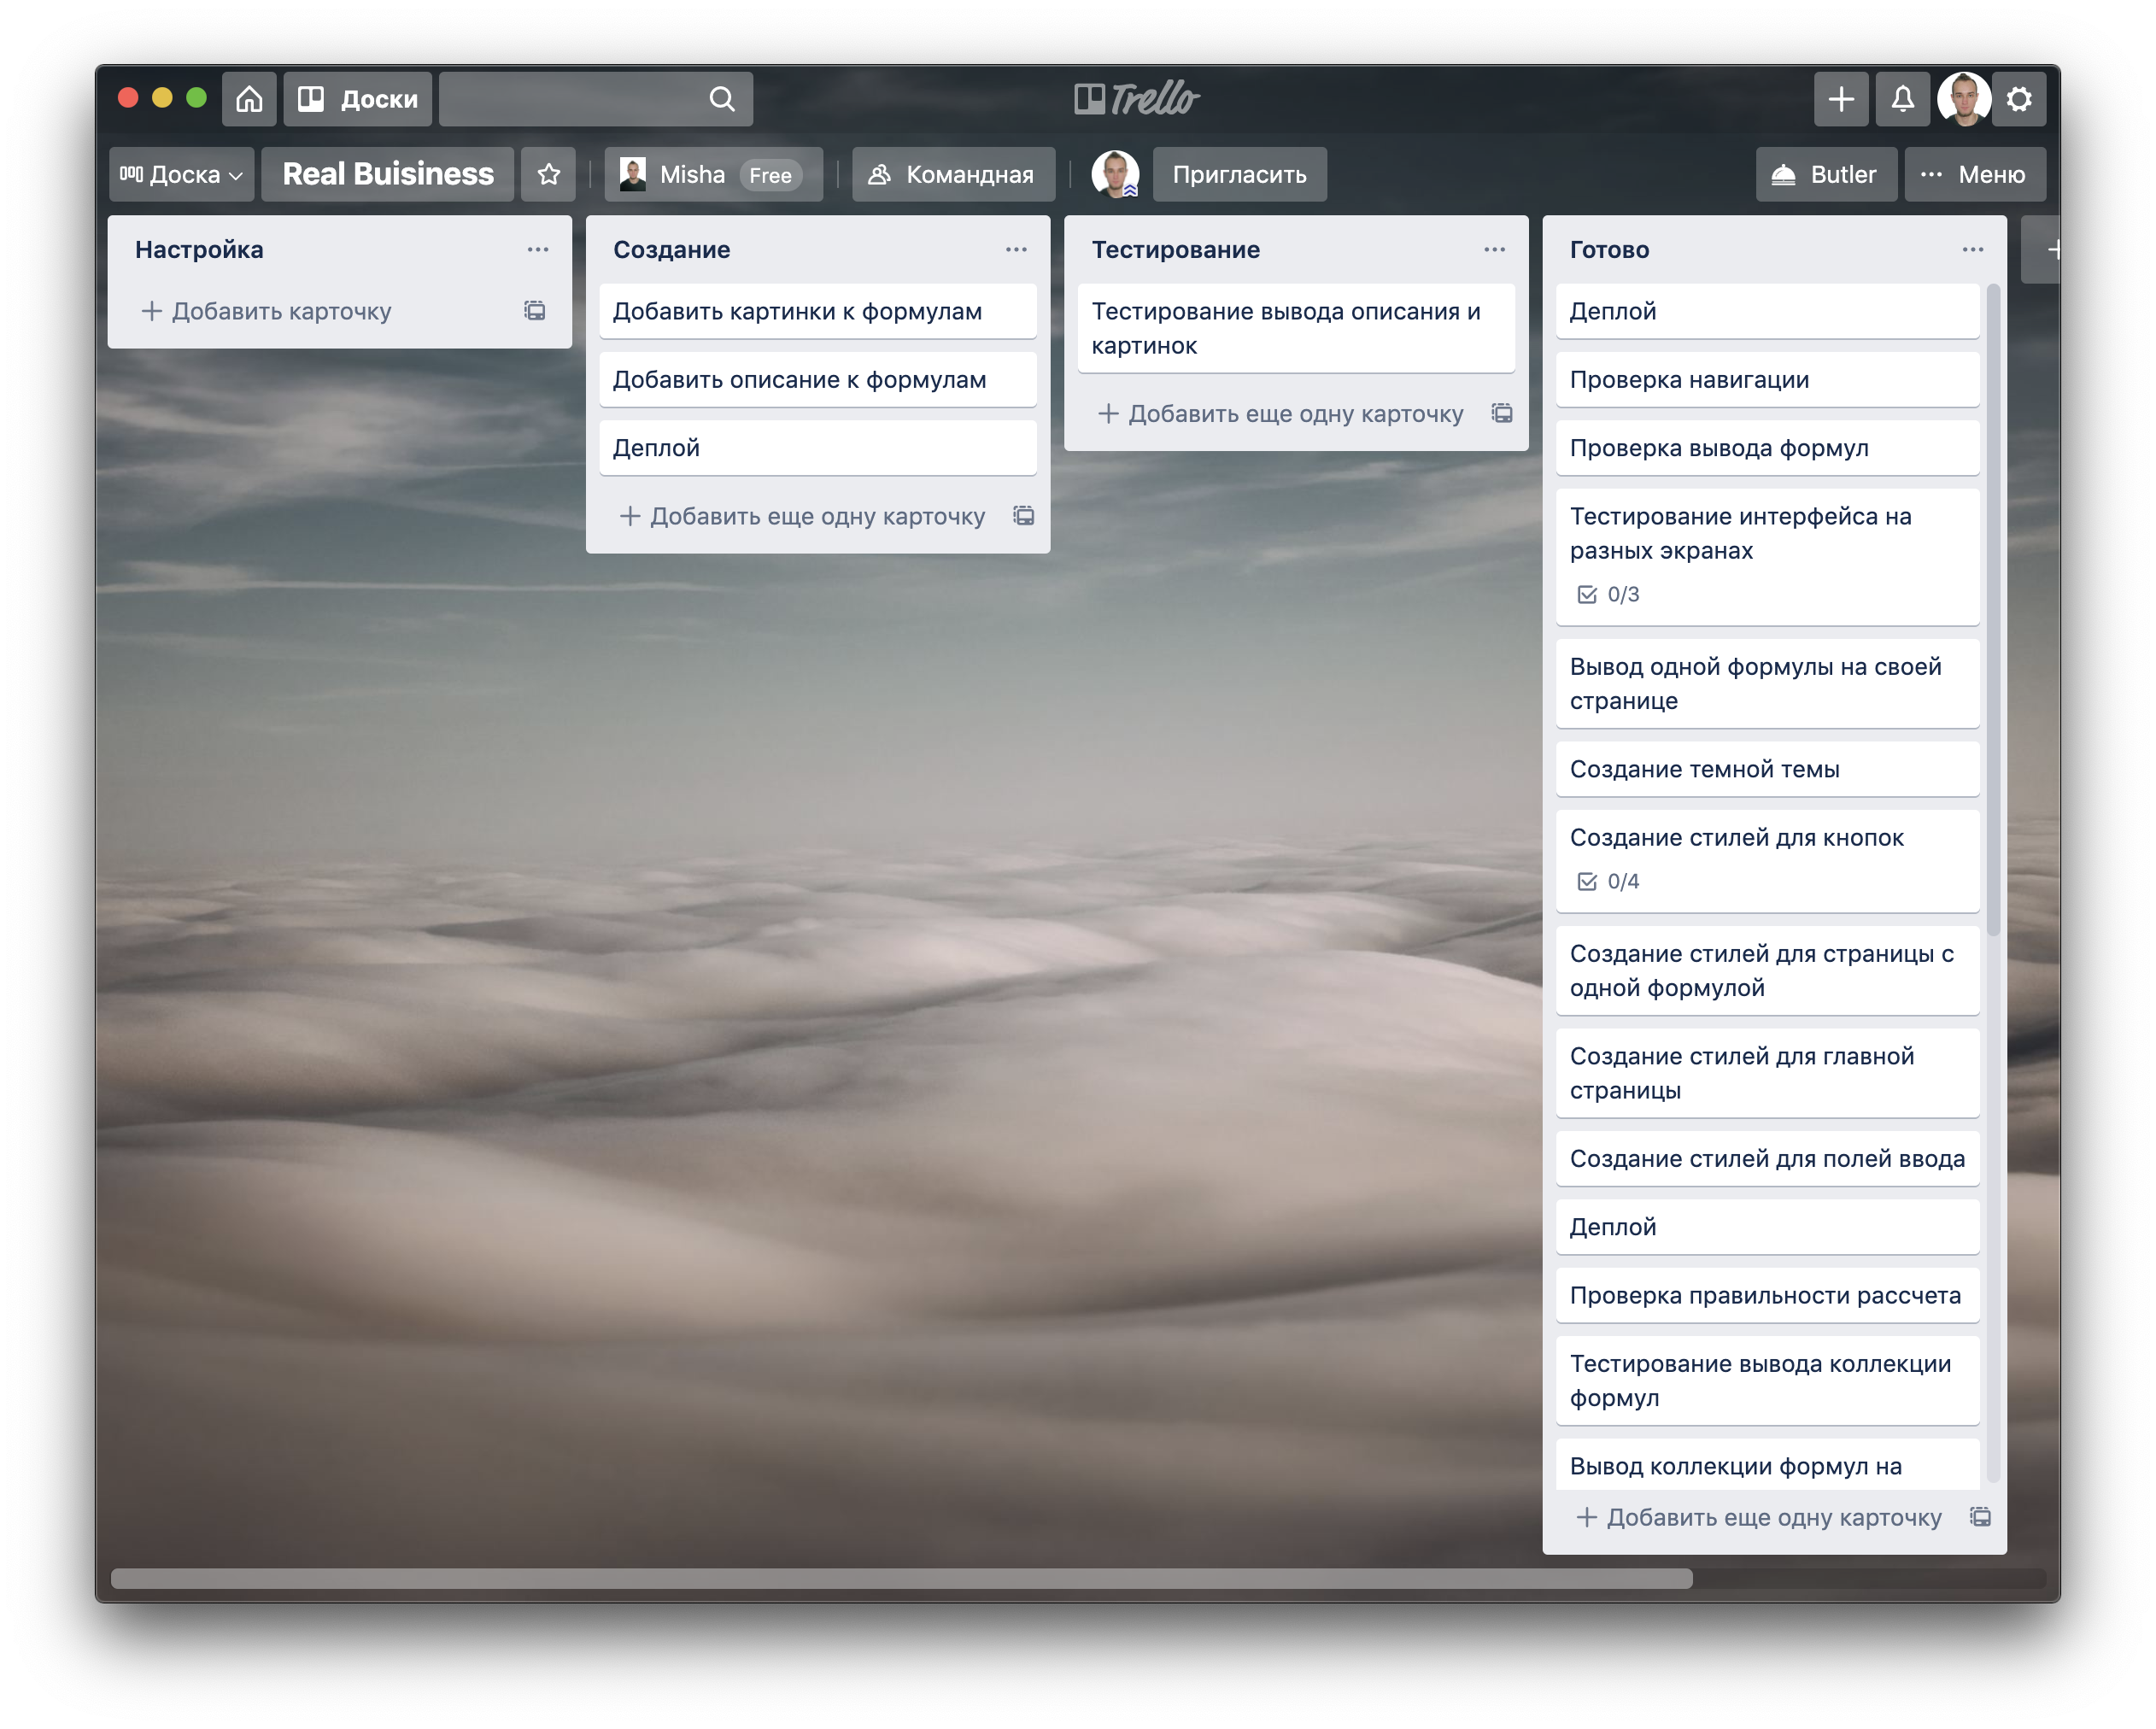 Доски
Trello
Доска
Real Buisiness
Misha Free
Командная
Пригласить
Butler
Меню
Настройка
Добавить карточку
Создание
Добавить картинки к формулам
Добавить описание к формулам
Деплой
Добавить еще одну карточку
Тестирование
Тестирование вывода описания и
картинок
Добавить еще одну карточку
Готово
Деплой
Проверка навигации
Проверка вывода формул
Тестирование интерфейса на
разных экранах
0/3
Вывод одной формулы на своей
странице
Создание темной темы
Создание стилей для кнопок
0/4
Создание стилей для страницы с
одной формулой
Создание стилей для главной
страницы
Создание стилей для полей ввода
Деплой
Проверка правильности рассчета
Тестирование вывода коллекции
формул
Вывод коллекции формул на
Добавить еще одну карточку